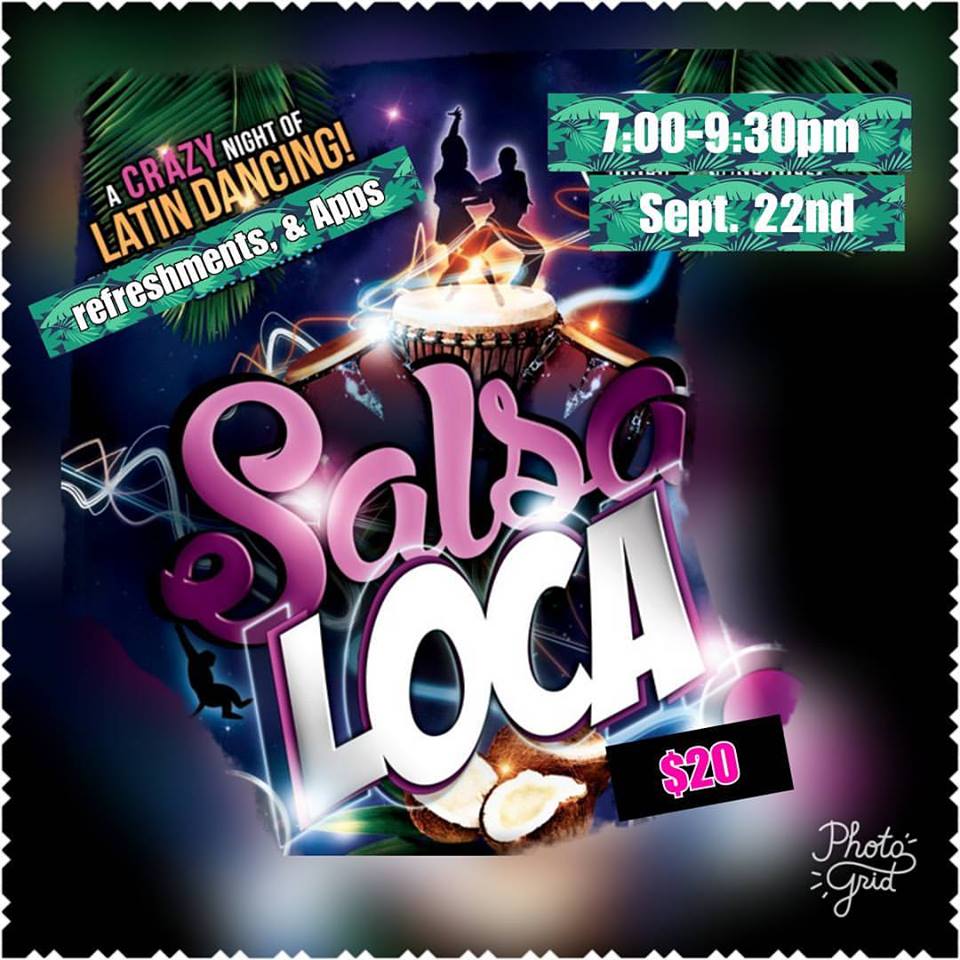 A CRAZY NIGHT OF
LATIN DANCING!
refreshments, & Apps
7:00-9:30pm
Sept. 22nd
Salsa
LOCA
$20
Photo
Grid